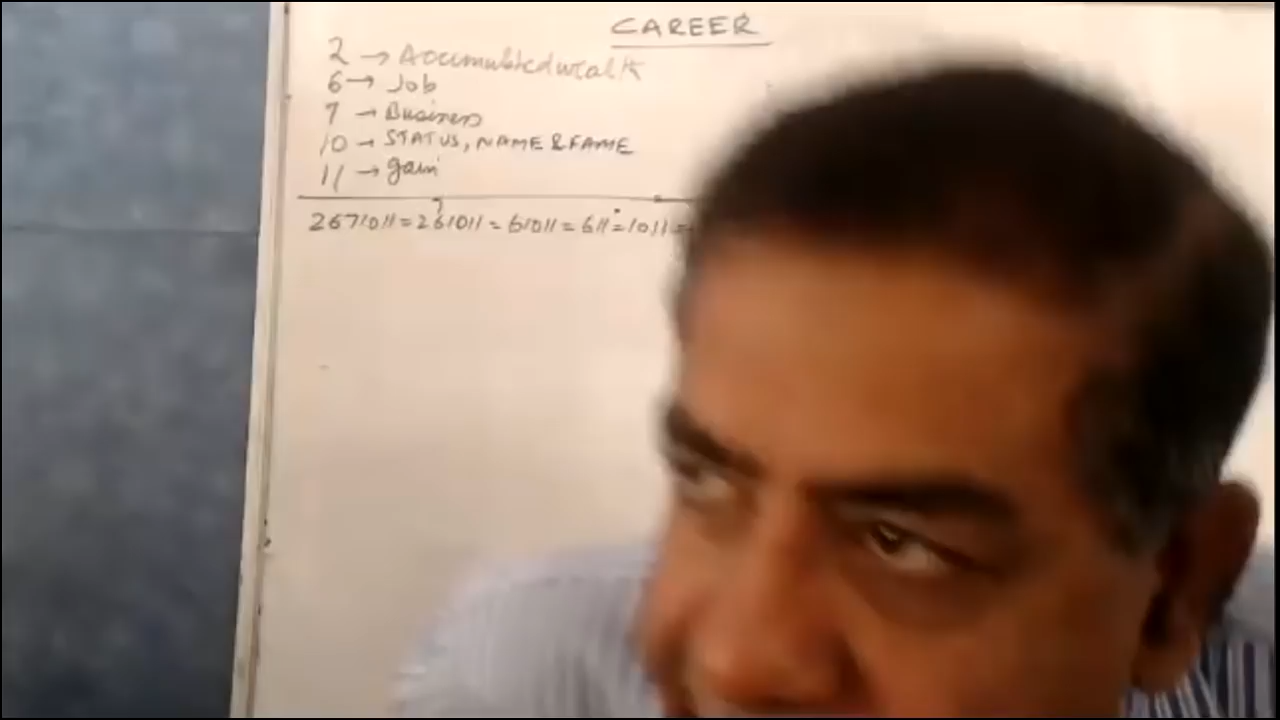 CAREER
2 → Accumulated wealth
6 → Job
7 → Business
10 → STATUS, NAME & FAME
11 → gain
2671011 = 261011 = 61011 = 611 = 1011 =